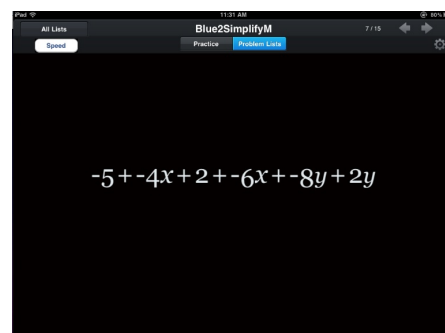 iPad 11:31 AM 60%
All Lists Blue2SimplifyM 7 / 15
Speed Practice Problem Lists
-5+-4x+2+-6x+-8y+2y